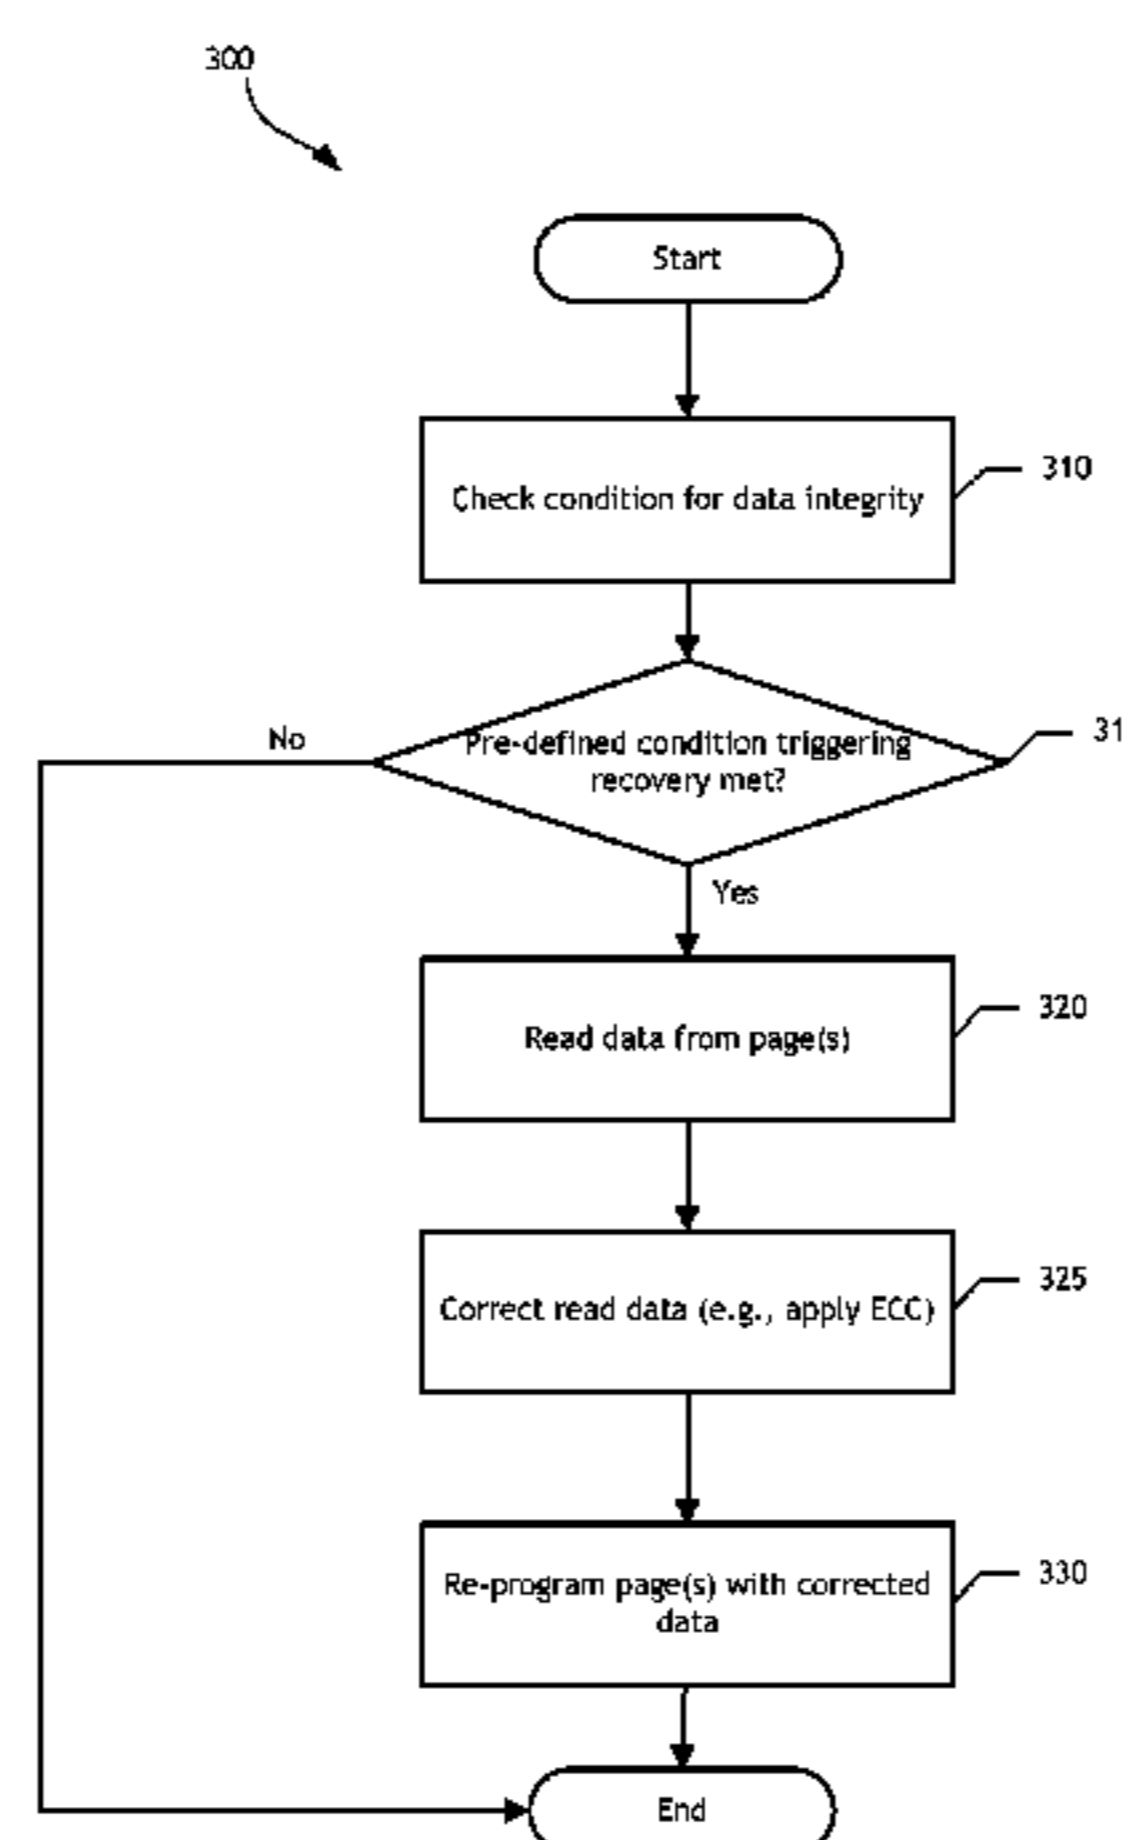 300
Start
Check condition for data integrity
310
Pre-defined condition triggering
recovery met?
31
No
Yes
Read data from page(s)
320
Correct read data (e.g., apply ECC)
325
Re-program page(s) with corrected
data
330
End